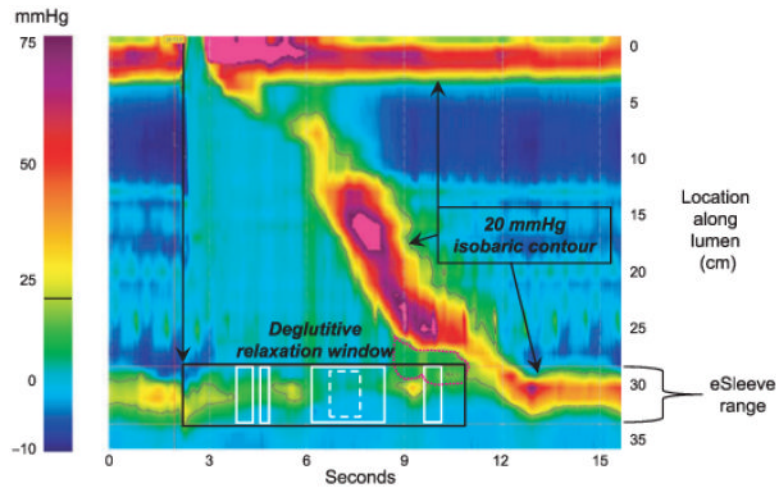 mmHg
75
50
25
0
−10
0
5
10
15
20
25
30
35
Location
along
lumen
(cm)
20 mmHg
isobaric contour
Deglutitive
relaxation window
eSleeve
range
0
3
6
9
12
15
Seconds